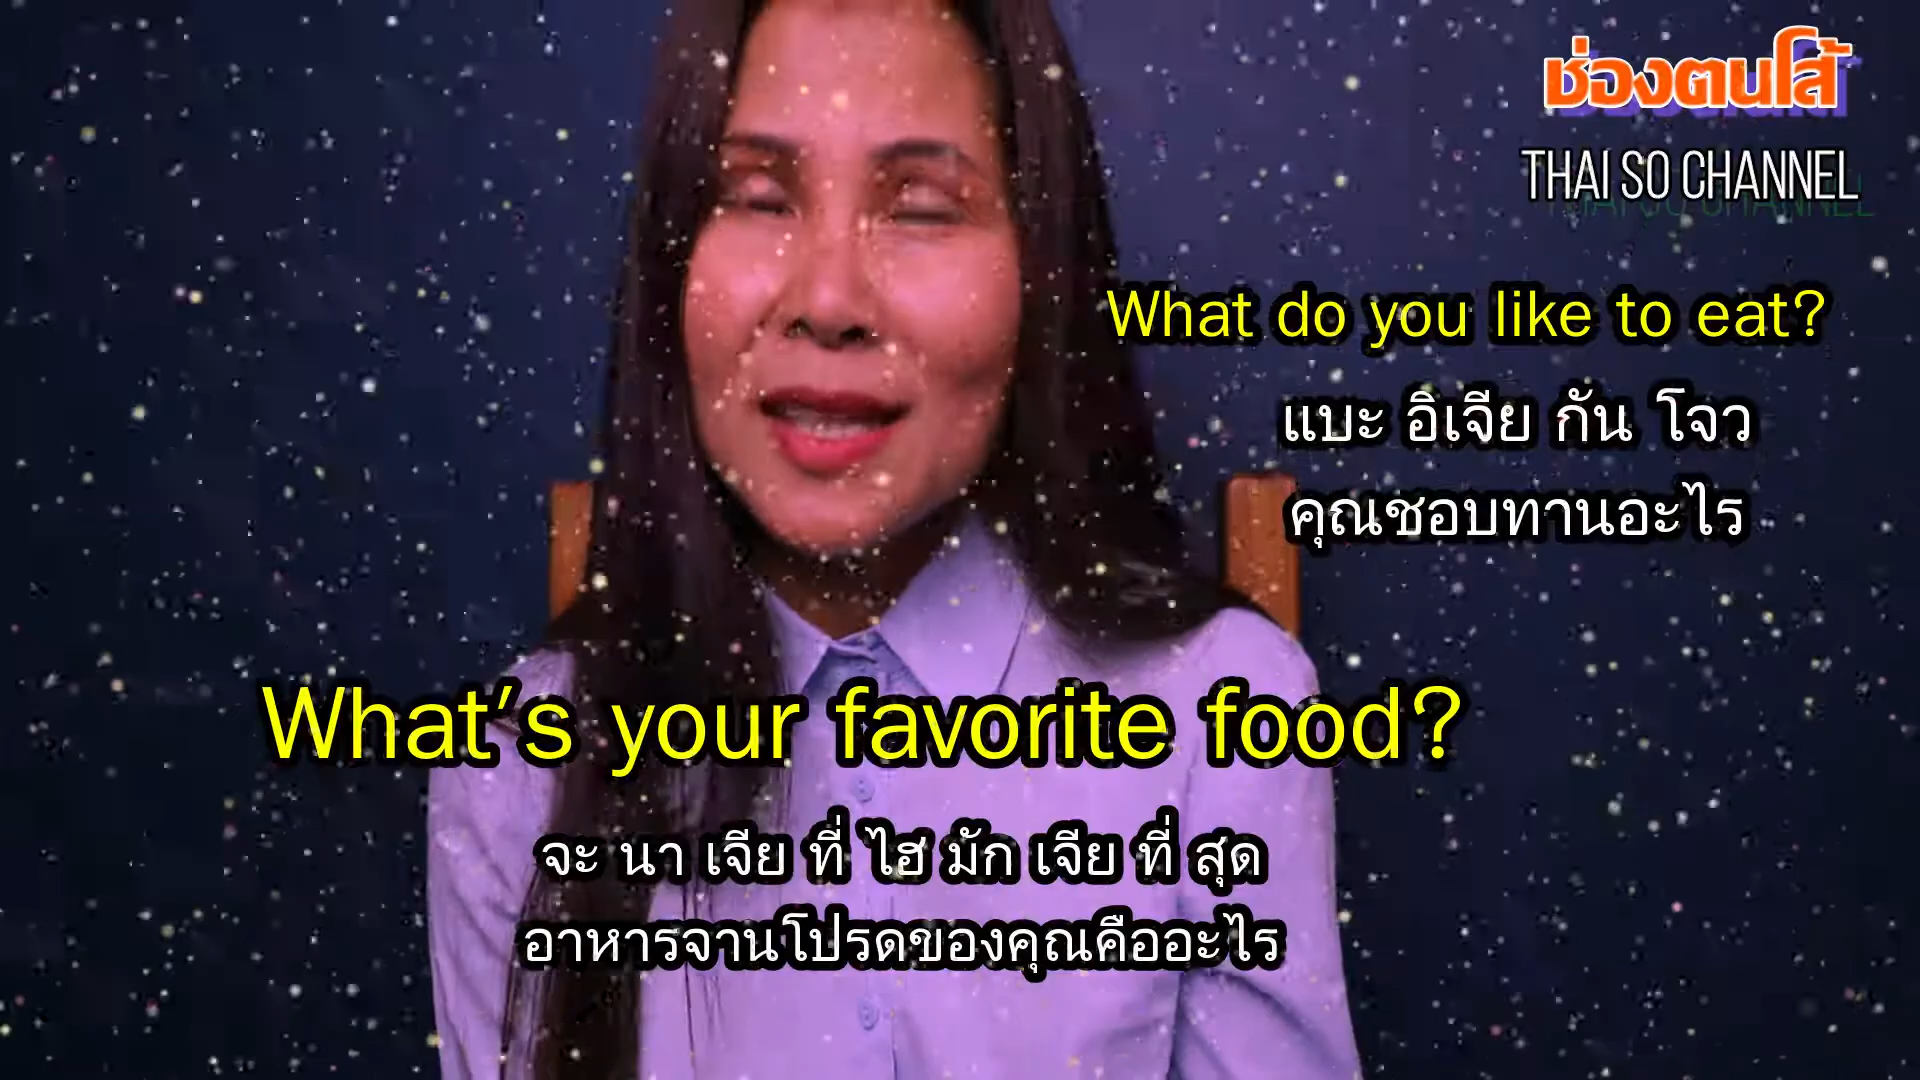 ช่องตนโส้
THAI SO CHANNEL
What do you like to eat?
แบะ อิเจีย กัน โจว
คุณชอบทานอะไร
What's your favorite food?
จะ นา เจีย ที่ ไฮ มัก เจีย ที่ สุด
อาหารจานโปรดของคุณคืออะไร